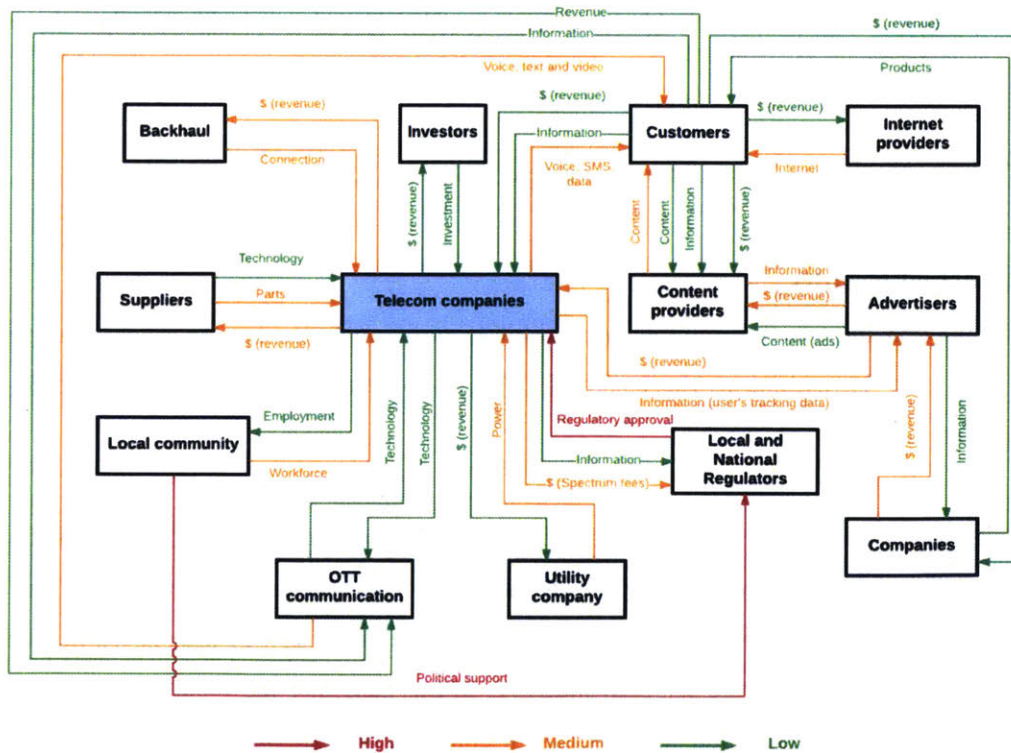 Revenue
$ (revenue)
Information
Products
Voice, text and video
$ (revenue)
$ (revenue)
$ (revenue)
Backhaul
Investors
Customers
Internet
providers
Information
Connection
Voice, SMS
data
Internet
$ (revenue)
Investment
Content
Content
Information
$ (revenue)
Technology
Information
Suppliers
Parts
Telecom companies
Content
providers
$ (revenue)
Advertisers
$ (revenue)
Content (ads)
$ (revenue)
Information (user's tracking data)
Employment
Technology
Technology
$ (revenue)
Power
Regulatory approval
$ (revenue)
Information
Local community
Workforce
Information
Local and
National
Regulators
$ (Spectrum fees)
Companies
OTT
communication
Utility
company
Political support
High
Medium
Low